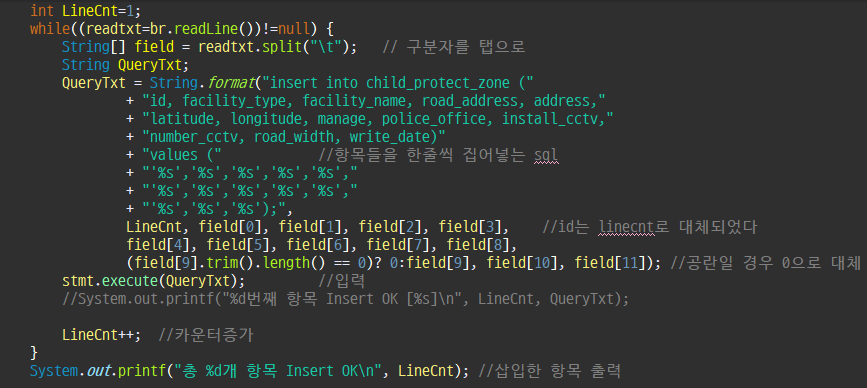 int LineCnt=1;
while((readtxt=br.readLine())!=null) {
String[] field = readtxt.split("\t");   // 구분자를 탭으로
String QueryTxt;
QueryTxt = String.format("insert into child_protect_zone ("
+ "id, facility_type, facility_name, road_address, address,"
+ "latitude, longitude, manage, police_office, install_cctv,"
+ "number_cctv, road_width, write_date)"
+ "values ("            //항목들을 한줄씩 집어넣는 sql
+ "'%s','%s','%s','%s','%s',"
+ "'%s','%s','%s','%s','%s',"
+ "'%s','%s','%s');",
LineCnt, field[0], field[1], field[2], field[3],    //id는 linecnt로 대체되었다
field[4], field[5], field[6], field[7], field[8],
(field[9].trim().length() == 0)? 0:field[9], field[10], field[11]); //공란일 경우 0으로 대체
stmt.execute(QueryTxt);         //입력
//System.out.printf("%d번째 항목 Insert OK [%s]\n", LineCnt, QueryTxt);
LineCnt++;  //카운터증가
}
System.out.printf("총 %d개 항목 Insert OK\n", LineCnt); //삽입한 항목 출력